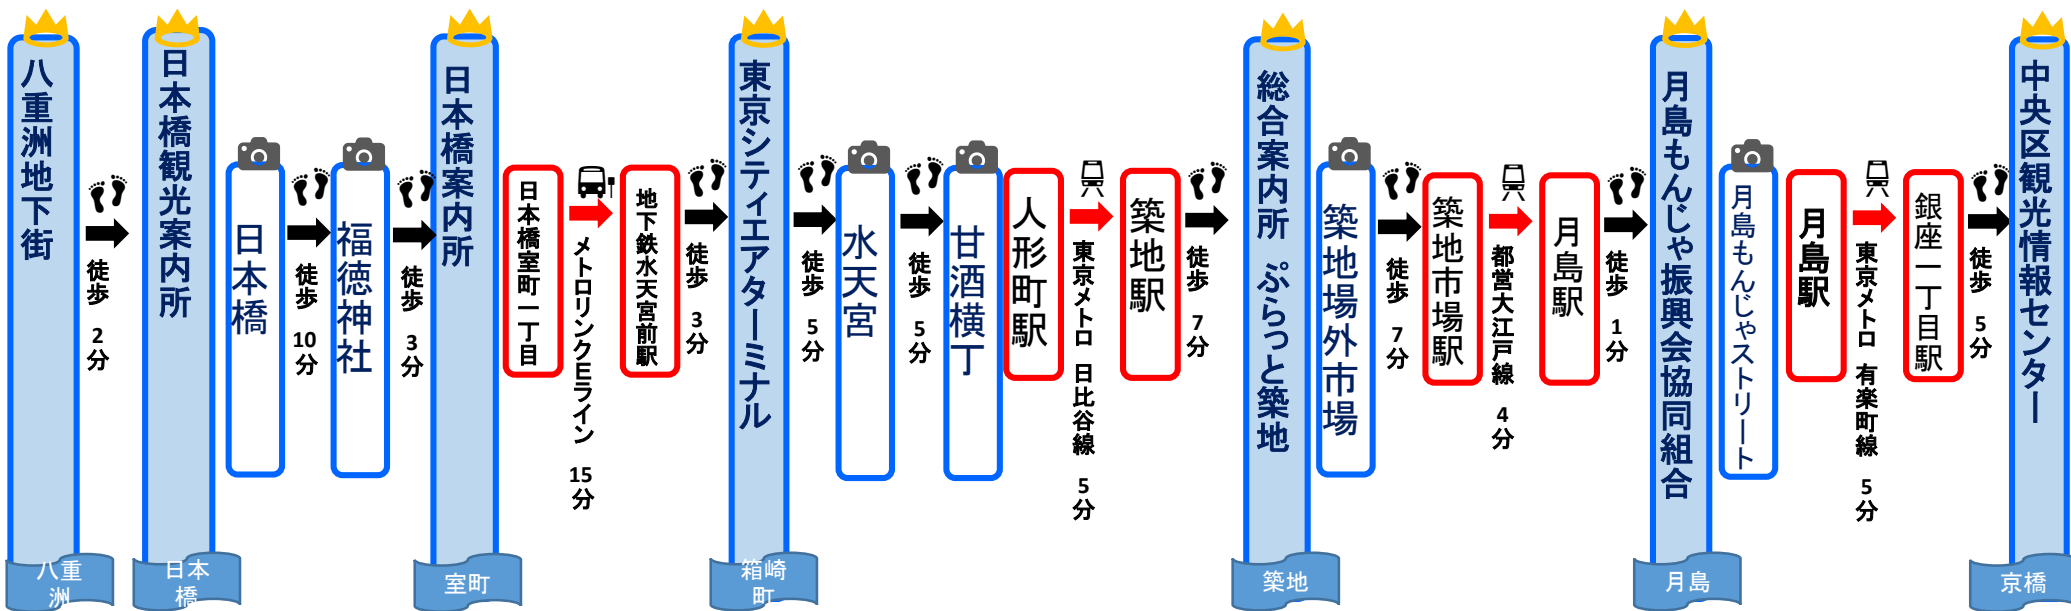 八重洲地下街
徒歩 2分
日本橋観光案内所
日本橋
徒歩 10分
福徳神社
徒歩 3分
日本橋案内所
日本橋室町一丁目
メトロリンクEライン 15分
地下鉄水天宮前駅
徒歩 3分
東京シティエアターミナル
徒歩 5分
水天宮
徒歩 5分
甘酒横丁
人形町駅
東京メトロ 日比谷線 5分
築地駅
徒歩 7分
総合案内所 ぷらっと築地
築地場外市場
徒歩 7分
築地市場駅
都営大江戸線 4分
月島駅
徒歩 1分
月島もんじゃ振興会協同組合
月島もんじゃストリート
月島駅
東京メトロ 有楽町線 5分
銀座一丁目駅
徒歩 5分
中央区観光情報センター
八重
洲
日本
橋
室町
箱崎
町
築地
月島
京橋